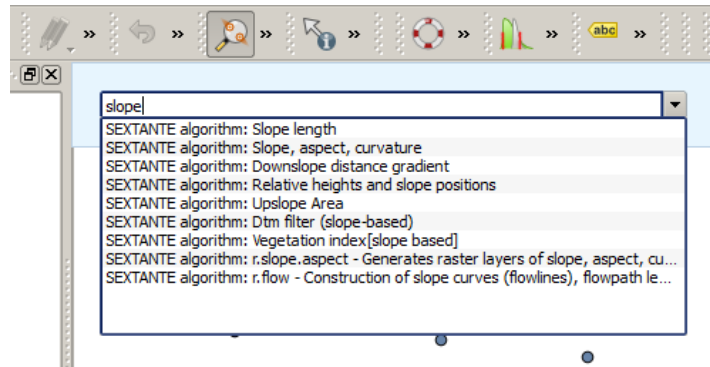 abc
slope
SEXTANTE algorithm: Slope length
SEXTANTE algorithm: Slope, aspect, curvature
SEXTANTE algorithm: Downslope distance gradient
SEXTANTE algorithm: Relative heights and slope positions
SEXTANTE algorithm: Upslope Area
SEXTANTE algorithm: Dtm filter (slope-based)
SEXTANTE algorithm: Vegetation index[slope based]
SEXTANTE algorithm: r.slope.aspect - Generates raster layers of slope, aspect, cu...
SEXTANTE algorithm: r.flow - Construction of slope curves (flowlines), flowpath le...